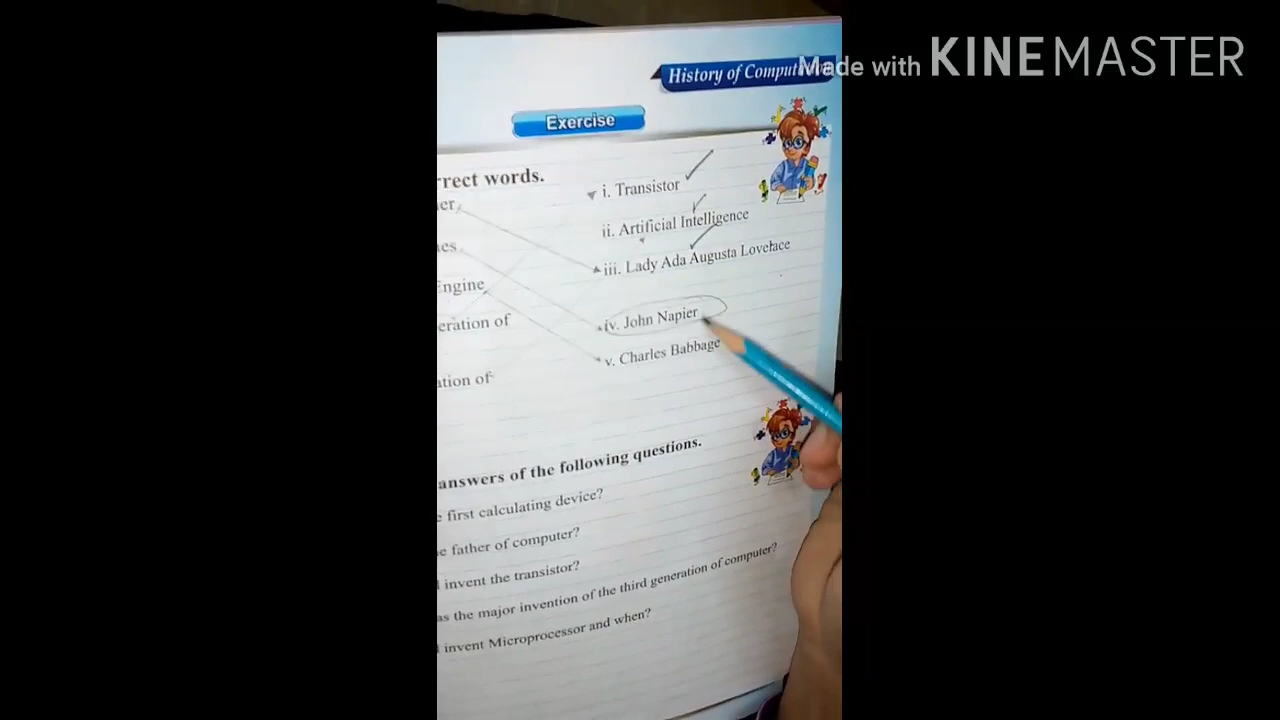 Made with KINEMASTER
History of Computation
Exercise
rrect words.
er
i. Transistor
ii. Artificial Intelligence
es
iii. Lady Ada Augusta Lovelace
Engine
eration of
iv. John Napier
v. Charles Babbage
ation of
answers of the following questions.
e first calculating device?
e father of computer?
invent the transistor?
as the major invention of the third generation of computer?
invent Microprocessor and when?